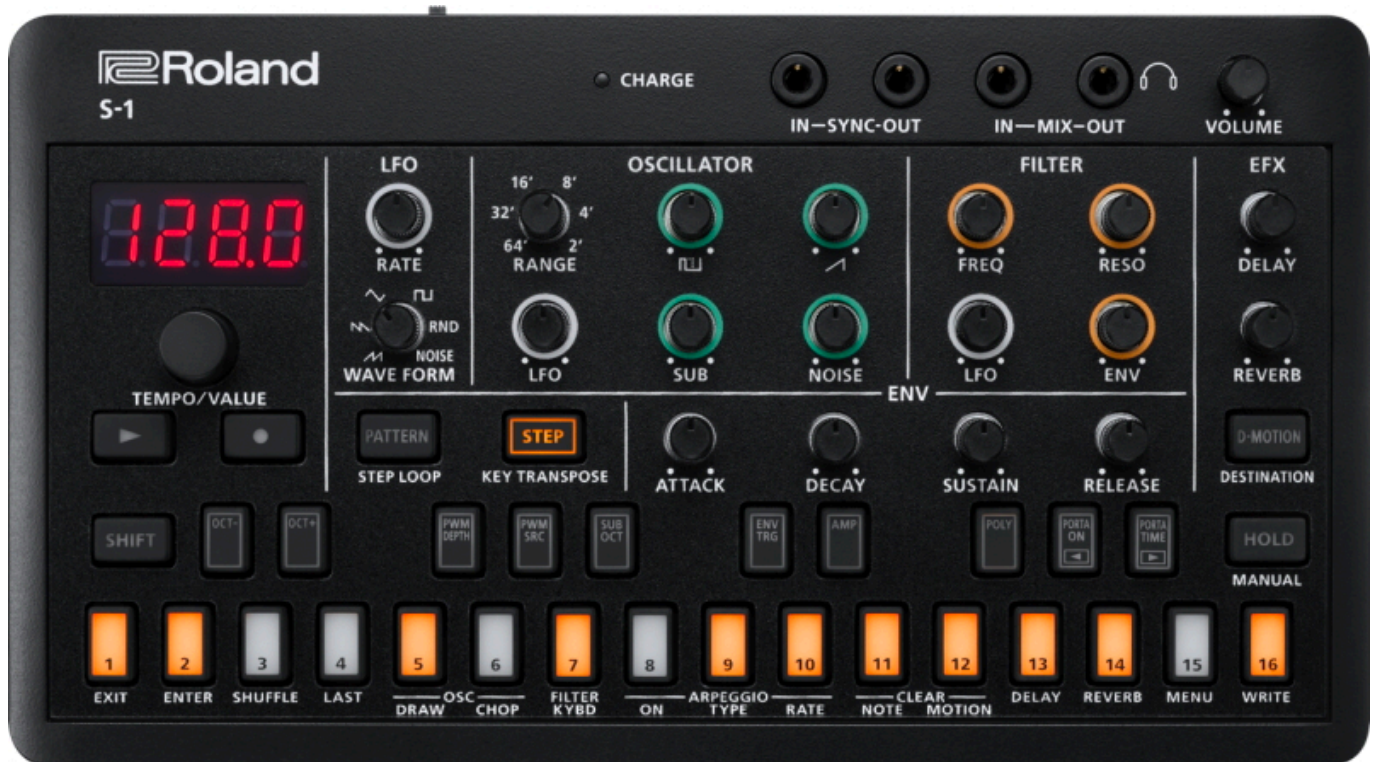 Roland
S-1
CHARGE
IN—SYNC-OUT
IN—MIX—OUT
VOLUME
128.0
TEMPO/VALUE
LFO
RATE
RND
NOISE
WAVE FORM
OSCILLATOR
16' 8'
32' 4'
64' 2'
RANGE
LFO
SUB
NOISE
FILTER
FREQ
RESO
LFO
ENV
EFX
DELAY
REVERB
ENV
PATTERN
STEP LOOP
STEP
KEY TRANSPOSE
ATTACK
DECAY
SUSTAIN
RELEASE
D-MOTION
DESTINATION
SHIFT
OCT-
OCT+
PWM
DEPTH
PWM
SRC
SUB
OCT
ENV
TRG
AMP
POLY
PORTA
ON
PORTA
TIME
HOLD
MANUAL
1 2 3 4 5 6 7 8 9 10 11 12 13 14 15 16
EXIT
ENTER
SHUFFLE
LAST
OSC
DRAW
CHOP
FILTER
KYBD
ARPEGGIO
ON
TYPE
RATE
CLEAR
NOTE
MOTION
DELAY
REVERB
MENU
WRITE